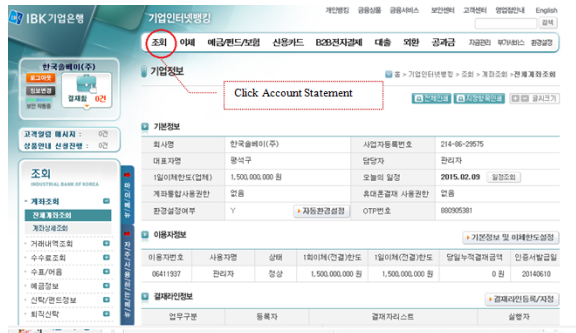 IBK기업은행
기업인터넷뱅킹
개인뱅킹 금융상품 금융서비스 보안센터 고객센터 영업점안내 English
검색
조회 이체 예금/펀드/보험 신용카드 B2B전자결제 대출 외환 공과금 자금관리 부가서비스 환경설정
한국솔베이(주)
로그아웃
정보변경
보안 작동중
결재함 0건
고객알림 메시지 : 0건
상품안내 신청진행 : 0건
조회
INDUSTRIAL BANK OF KOREA
계좌조회
전체계좌조회
계좌상세조회
거래내역조회
수수료조회
수표/어음
예금정보
신탁/펀드정보
퇴직신탁
기업정보
홈 > 기업인터넷뱅킹 > 조회 > 계좌조회 >전체계좌조회
Click Account Statement
전체인쇄 지정항목인쇄 글씨크기
기본정보
회사명 한국솔베이(주) 사업자등록번호 214-86-29575
대표자명 팽석구 담당자 관리자
1일이체한도(업체) 1,500,000,000 원 오늘의 일정 2015.02.09 일정조회
계좌통합사용권한 없음 휴대폰결재 사용권한 없음
환경설정여부 Y 자동환경설정 OTP번호 880905381
이용자정보
기본정보 및 이체한도설정
이용자번호 사용자명 상태 1회이체(전결)한도 1일이체(전결)한도 당일누적결재금액 인증서발급일
06411937 관리자 정상 1,500,000,000 원 1,500,000,000 원 0 원 20140610
결재라인정보
결재라인등록/지정
업무구분 등록자 결재자리스트 실행자